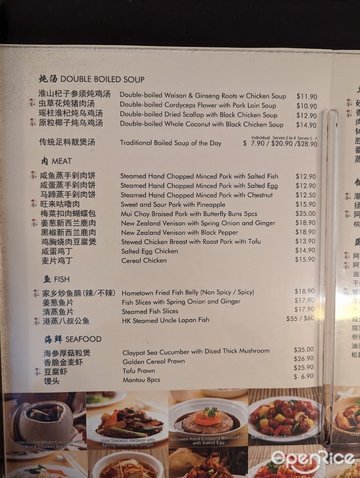 炖汤 DOUBLE BOILED SOUP
淮山杞子参须炖鸡汤 Double-boiled Waison & Ginseng Roots w Chicken Soup $11.90
虫草花炖猪肉汤 Double-boiled Cordyceps Flower with Pork Loin Soup $10.90
瑶柱淮杞炖乌鸡汤 Double-boiled Dried Scallop with Black Chicken Soup $12.90
原粒椰子炖乌鸡汤 Double-boiled Whole Coconut with Black Chicken Soup $14.90
Individual Serves 2 to 4 Serves 5 - 7
传统足料靓煲汤 Traditional Boiled Soup of the Day $ 7.90 / $20.90 / $28.90
肉 MEAT
咸鱼蒸手剁肉饼 Steamed Hand Chopped Minced Pork with Salted Fish $12.90
咸蛋蒸手剁肉饼 Steamed Hand Chopped Minced Pork with Salted Egg $12.90
马蹄蒸手剁肉饼 Steamed Hand Chopped Minced Pork with Chestnut $12.50
旺来咕噜肉 Sweet and Sour Pork with Pineapple $15.90
梅菜扣肉蝴蝶包 Mui Choy Braised Pork with Butterfly Buns 5pcs $25.00
姜葱新西兰鹿肉 New Zealand Venison with Spring Onion and Ginger $18.90
黑椒新西兰鹿肉 New Zealand Venison with Black Pepper $18.90
鸡胸烧肉豆腐煲 Stewed Chicken Breast with Roast Pork with Tofu $13.90
咸蛋鸡丁 Salted Egg Chicken $14.90
麦片鸡丁 Cereal Chicken $15.90
鱼 FISH
家乡炒鱼腩 (辣/不辣) Hometown Fried Fish Belly (Non Spicy / Spicy) $18.90
姜葱鱼片 Fish Slices with Spring Onion and Ginger $17.90
清蒸鱼片 Steamed Fish Slices $17.90
港蒸八叔公鱼 HK Steamed Uncle Lapan Fish $55 / $60
海鲜 SEAFOOD
海参厚菇粒煲 Claypot Sea Cucumber with Diced Thick Mushroom $35.00
香脆金麦虾 Golden Cereal Prawn $26.90
豆腐虾 Tofu Prawn $25.90
馒头 Mantou 8pcs $ 6.90
OpenRice